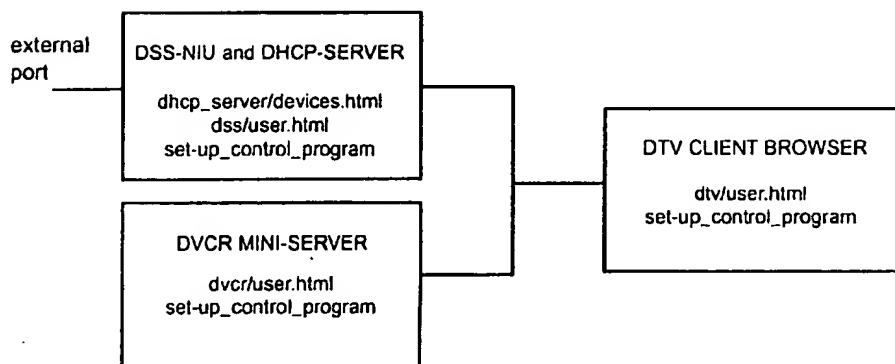 external
port
DSS-NIU and DHCP-SERVER
dhcp_server/devices.html
dss/user.html
set-up_control_program
DVCR MINI-SERVER
dvcr/user.html
set-up_control_program
DTV CLIENT BROWSER
dtv/user.html
set-up_control_program